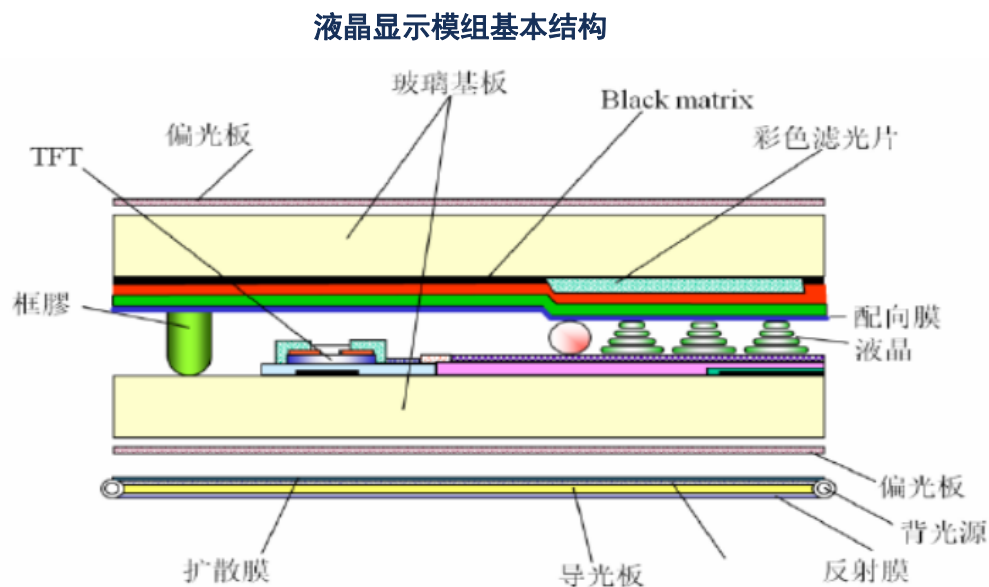 液晶显示模组基本结构
玻璃基板
Black matrix
偏光板
彩色滤光片
TFT
框膠
配向膜
液晶
偏光板
背光源
扩散膜
导光板
反射膜